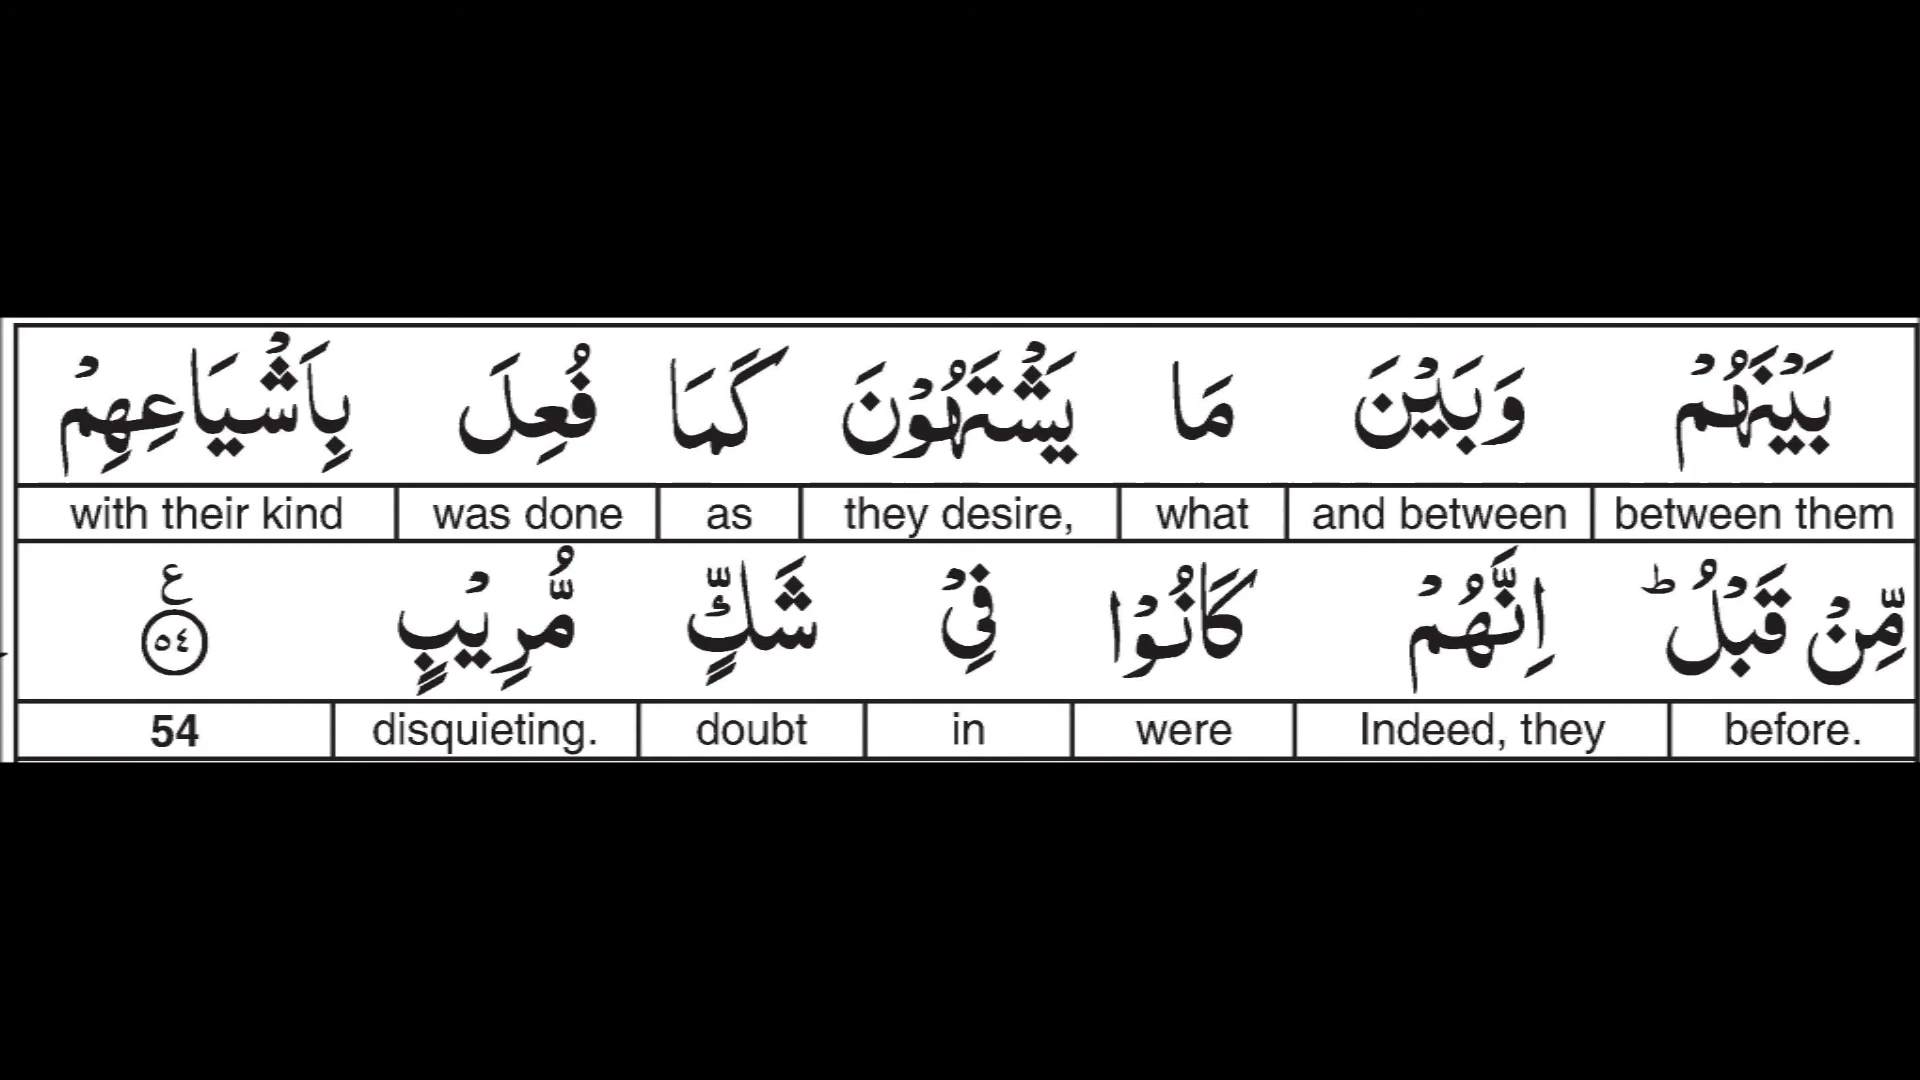 بَيْنَهُمْ وَبَيْنَ مَا يَشْتَهُوْنَ كَمَا فُعِلَ بِاَشْيَاعِهِمْ
between them and between what they desire, as was done with their kind
مِّنْ قَبْلُ ؕ اِنَّهُمْ كَانُوْا فِيْ شَكٍّ مُّرِيْبٍ ع ٥٤
before. Indeed, they were in doubt disquieting. 54